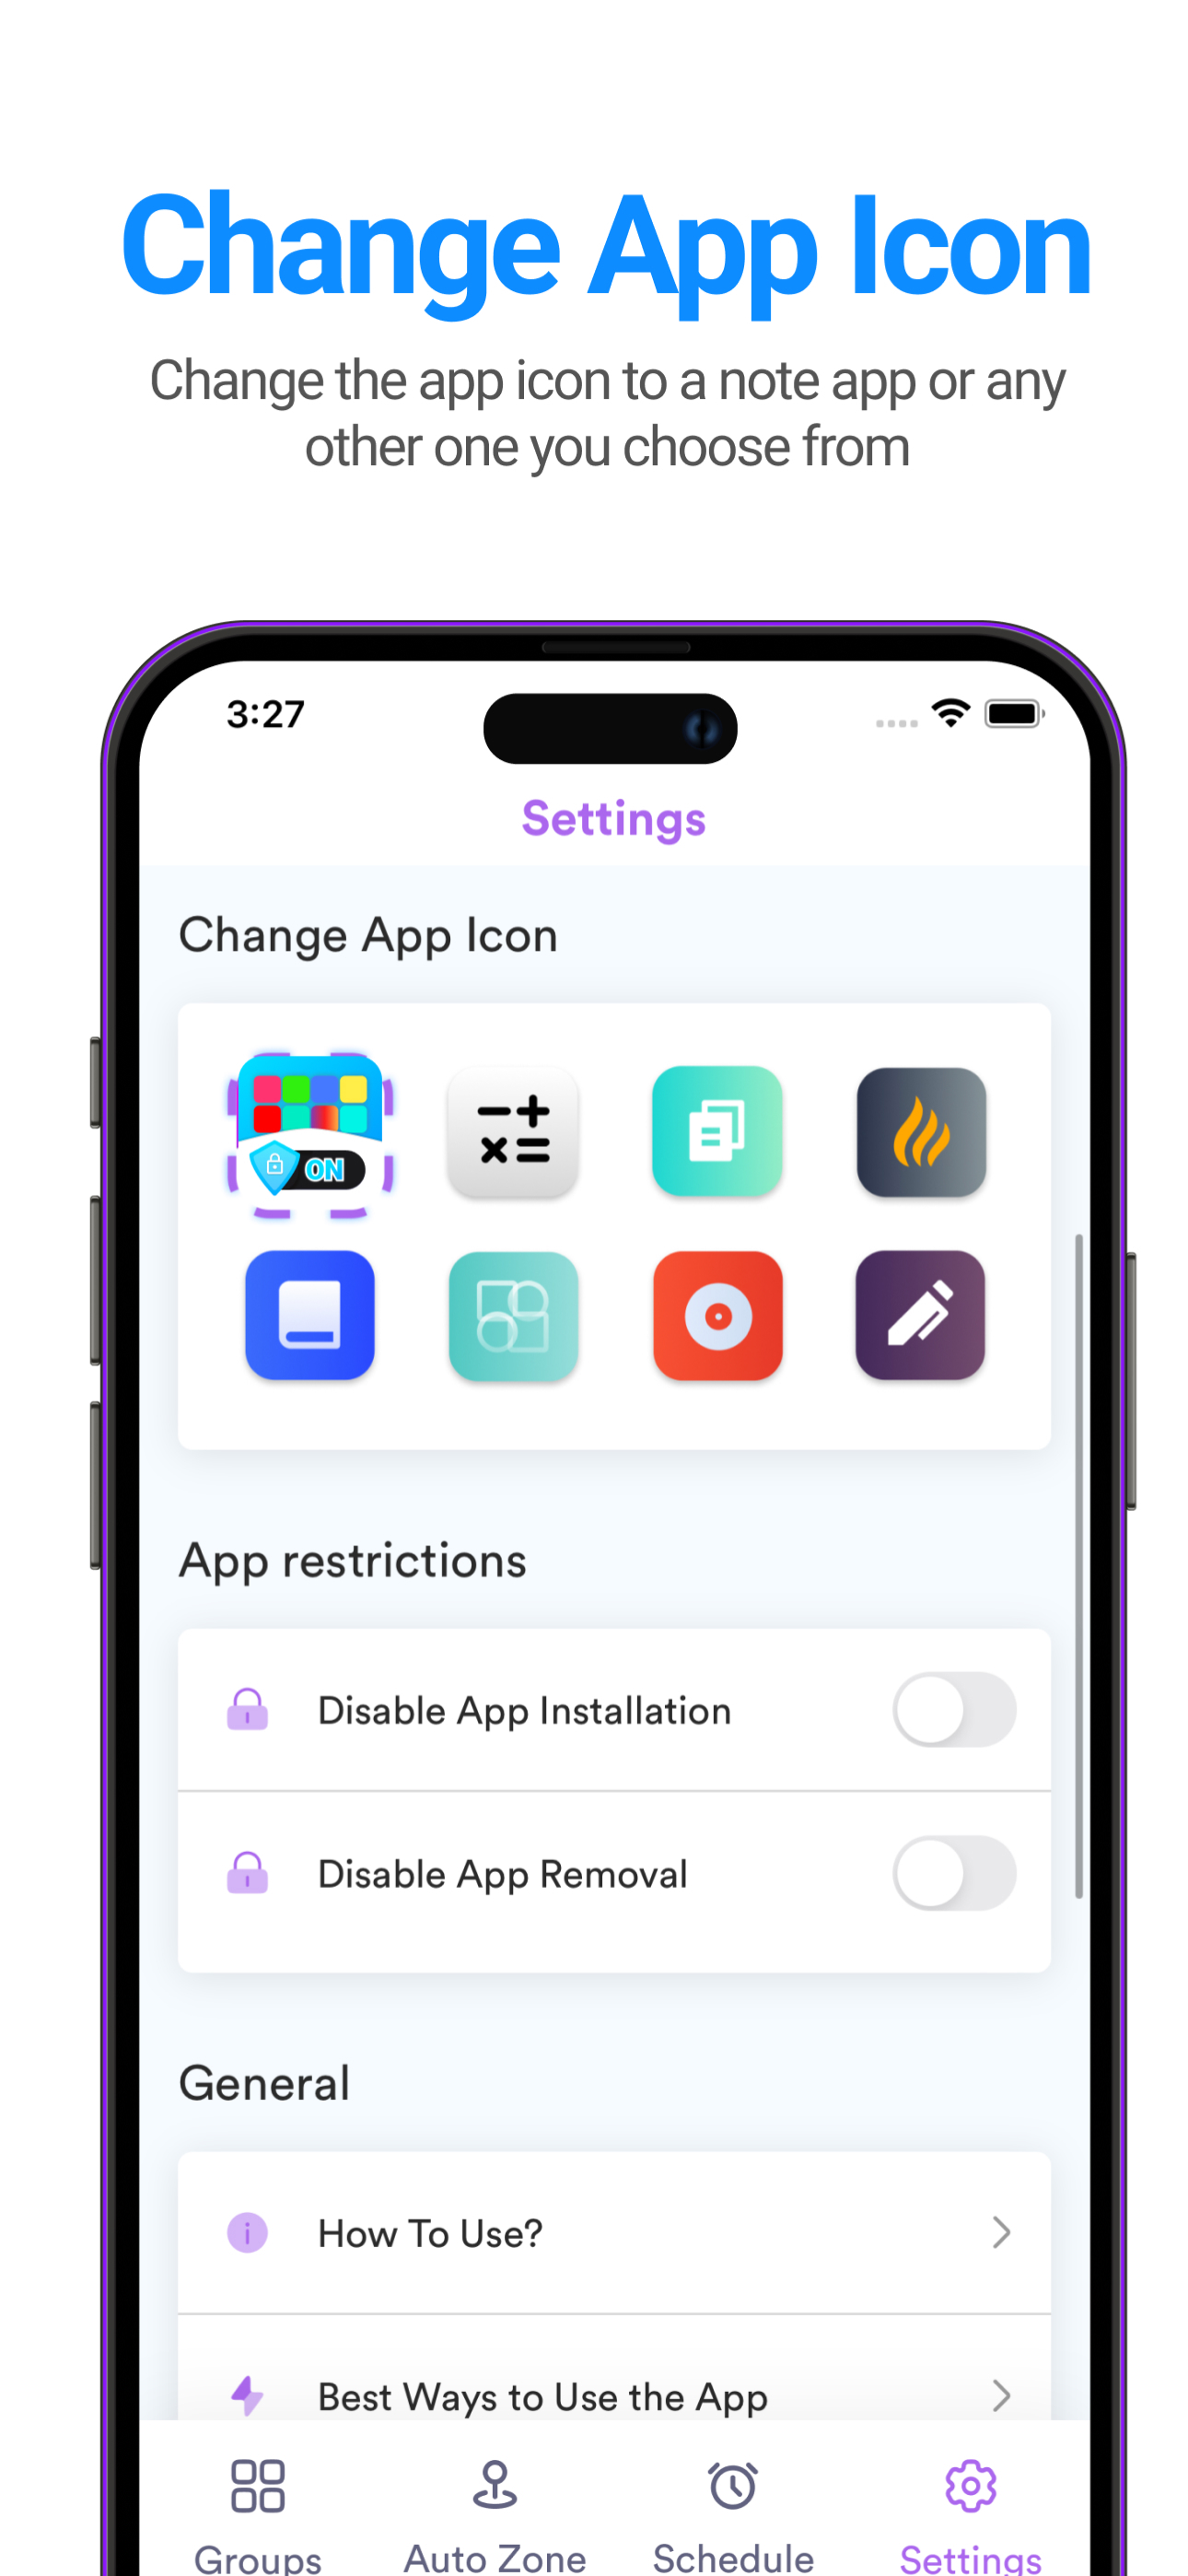 Change App Icon
Change the app icon to a note app or any
other one you choose from
3:27
Settings
Change App Icon
ON
App restrictions
Disable App Installation
Disable App Removal
General
How To Use?
Best Ways to Use the App
Groups
Auto Zone
Schedule
Settings